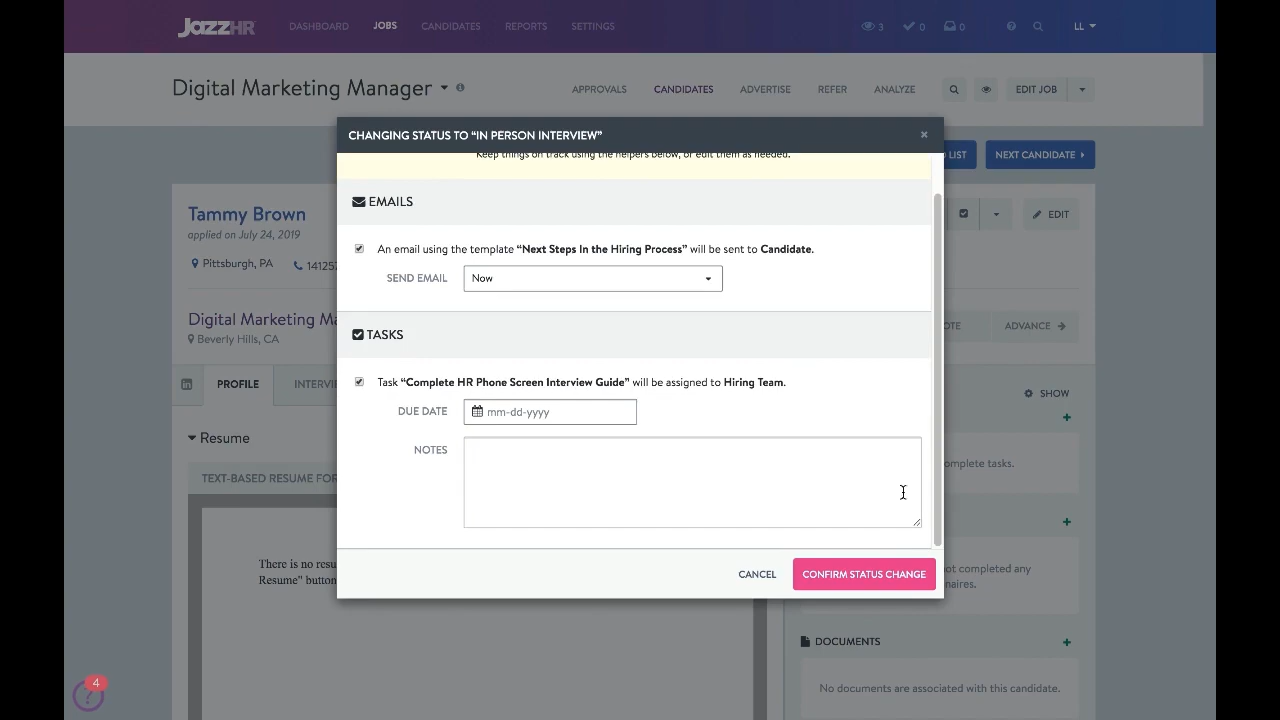 JazzHR
DASHBOARD JOBS CANDIDATES REPORTS SETTINGS 3 0 0 LL
Digital Marketing Manager APPROVALS CANDIDATES ADVERTISE REFER ANALYZE EDIT JOB
CHANGING STATUS TO “IN PERSON INTERVIEW” ×
LIST NEXT CANDIDATE
Keep things on track using the helpers below, or edit them as needed.
EMAILS
Tammy Brown
applied on July 24, 2019
EDIT
An email using the template “Next Steps In the Hiring Process” will be sent to Candidate.
Pittsburgh, PA 14125
SEND EMAIL Now
Digital Marketing Ma
Beverly Hills, CA
OTE ADVANCE
TASKS
PROFILE INTERVIE
Task “Complete HR Phone Screen Interview Guide” will be assigned to Hiring Team.
SHOW
DUE DATE mm-dd-yyyy
Resume
NOTES
omplete tasks.
TEXT-BASED RESUME FOR
There is no resu
Resume" button
CANCEL CONFIRM STATUS CHANGE
ot completed any
naires.
DOCUMENTS
No documents are associated with this candidate.
4
?